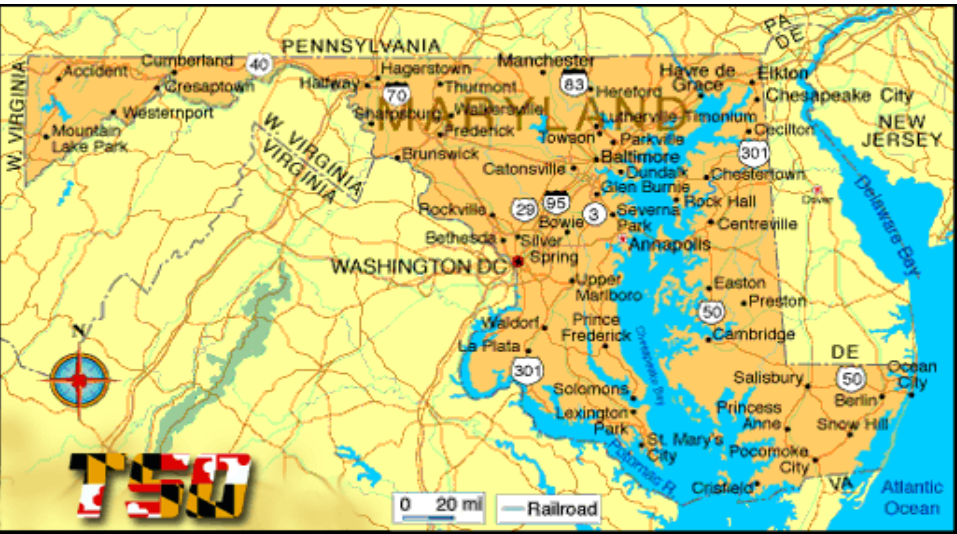 PENNSYLVANIA
PA
DE
Accident
Cumberland
40
Cresaptown
Westernport
Mountain
Lake Park
W. VIRGINIA
W. VIRGINIA
VIRGINIA
Hagerstown
Halfway
70
Thurmont
Sharpsburg
Walkersville
Frederick
Brunswick
MARYLAND
Manchester
83
Hereford
Havre de
Grace
Elkton
Chesapeake City
NEW
JERSEY
Lutherville-Timonium
Towson
Parkville
Cecilton
301
Baltimore
Catonsville
Dundalk
Chestertown
Glen Burnie
Rock Hall
Dover
Delaware Bay
Rockville
29
95
3
Bowie
Severna
Park
Centreville
Bethesda
Silver
Spring
Annapolis
WASHINGTON DC
Upper
Marlboro
Easton
Preston
50
Cambridge
Waldorf
Prince
Frederick
Chesapeake Bay
La Plata
301
N
DE
Ocean
City
Salisbury
50
Berlin
Solomons
Lexington
Park
Princess
Anne
Snow Hill
St. Mary's
City
Potomac R.
Pocomoke
City
Crisfield
VA
Atlantic
Ocean
TSO
0 20 mi
Railroad